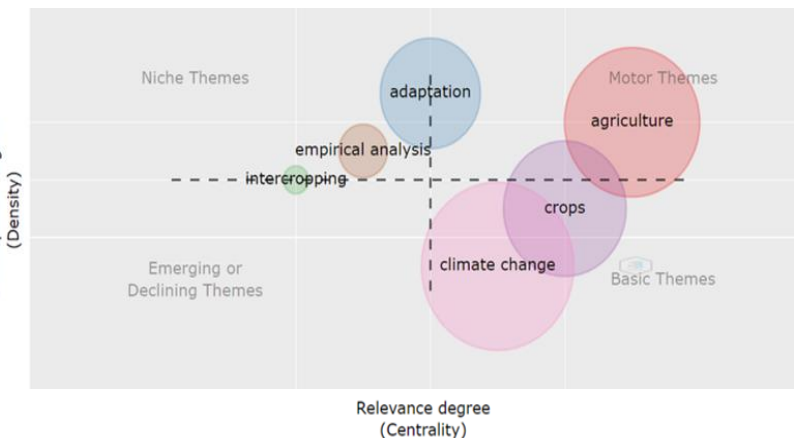 Niche Themes
Motor Themes
adaptation
agriculture
empirical analysis
intercropping
crops
climate change
Emerging or
Declining Themes
Basic Themes
(Density)
Relevance degree
(Centrality)